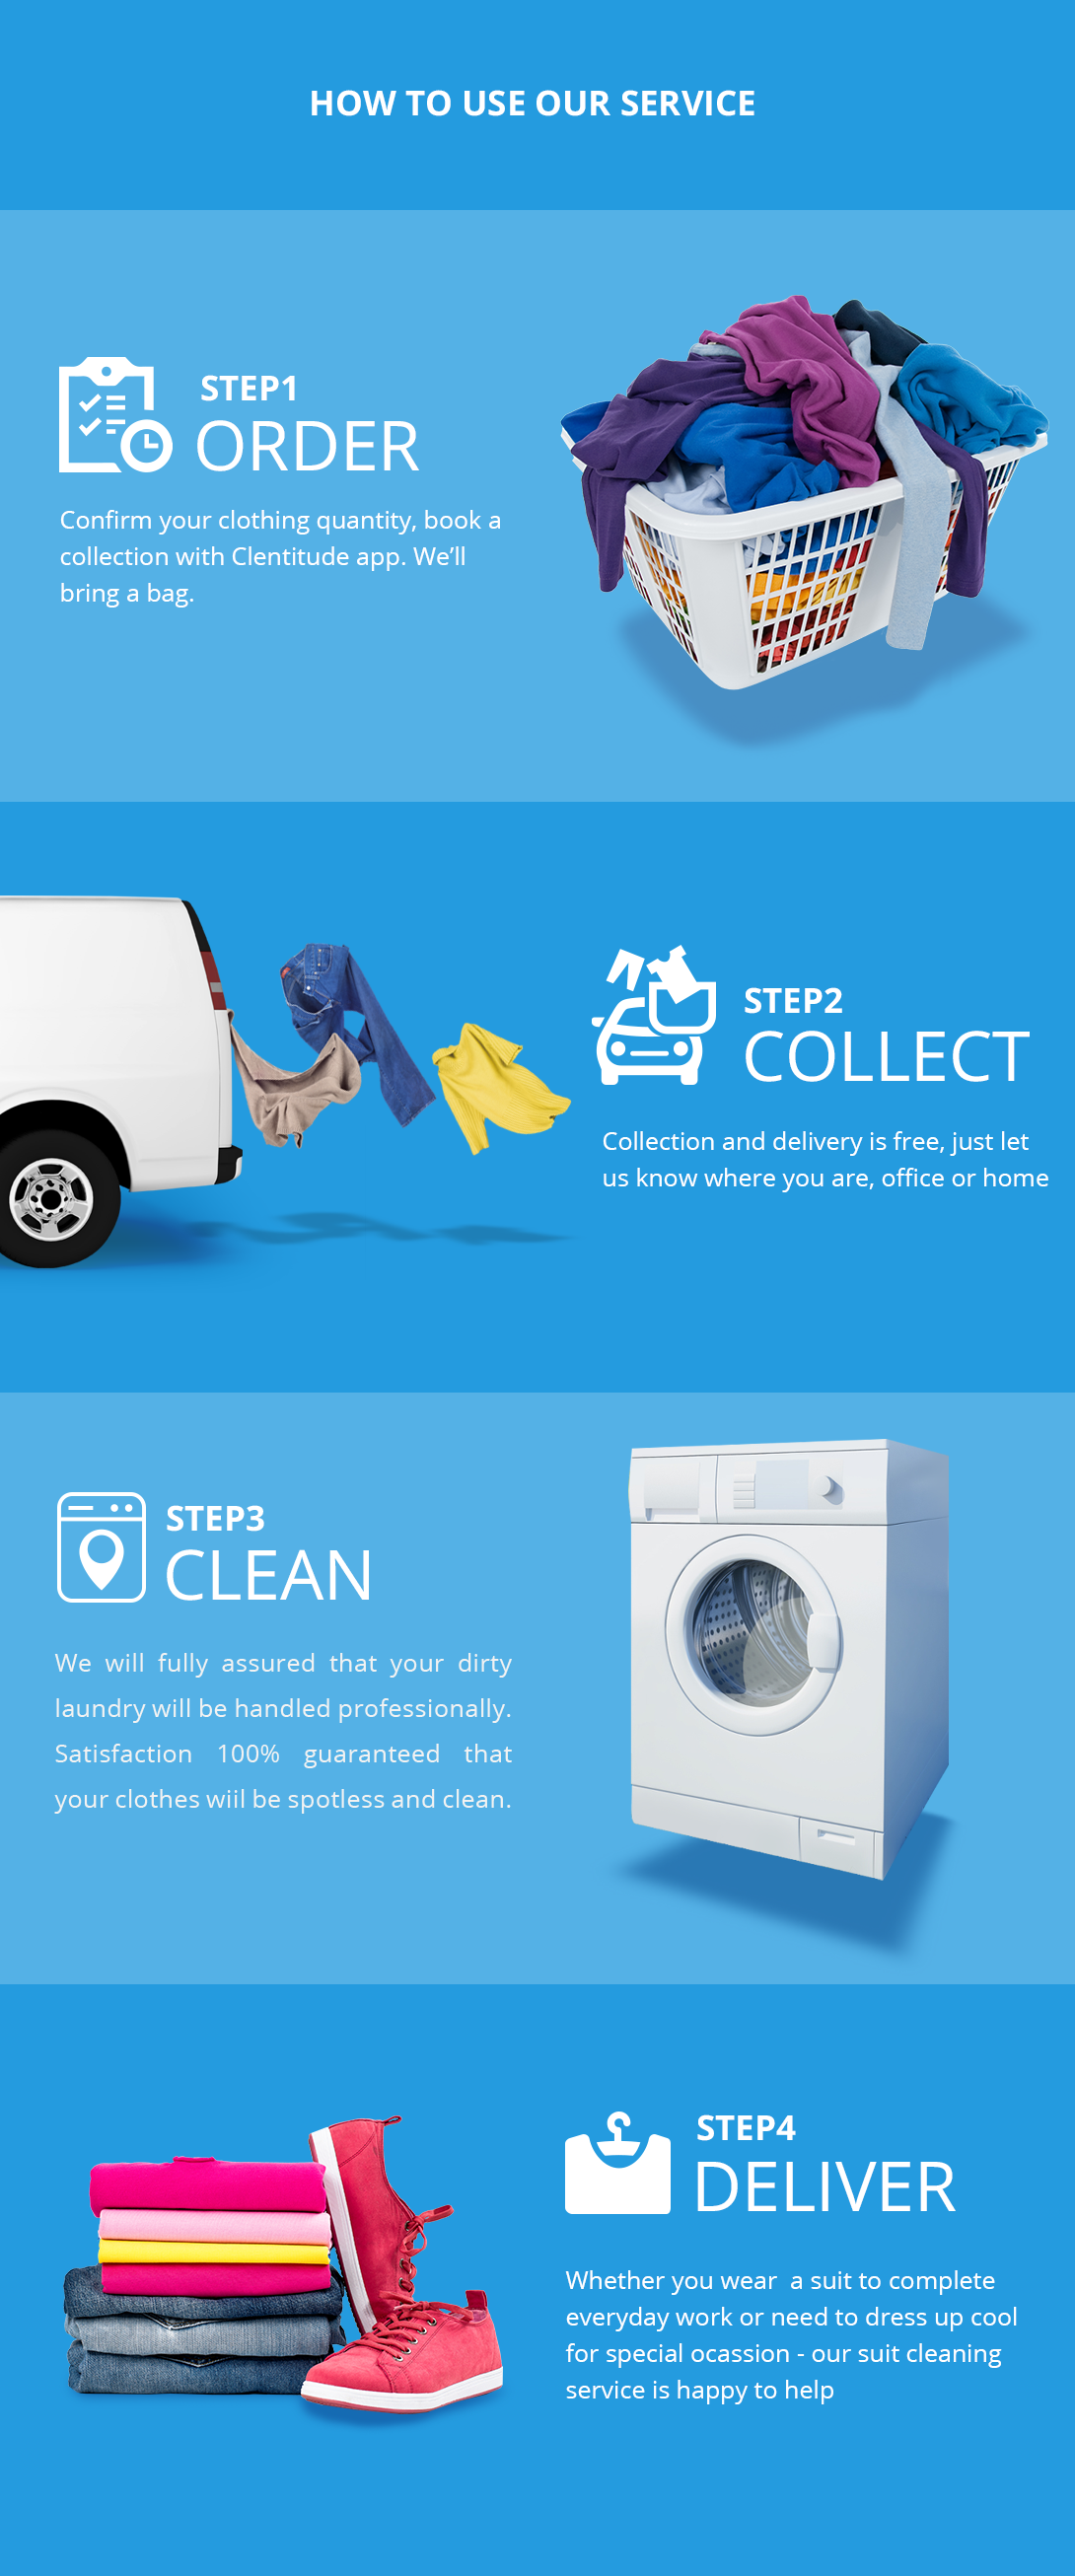 HOW TO USE OUR SERVICE
STEP1
ORDER
Confirm your clothing quantity, book a
collection with Clentitude app. We’ll
bring a bag.
STEP2
COLLECT
Collection and delivery is free, just let
us know where you are, office or home
STEP3
CLEAN
We will fully assured that your dirty
laundry will be handled professionally.
Satisfaction 100% guaranteed that
your clothes wiil be spotless and clean.
STEP4
DELIVER
Whether you wear  a suit to complete
everyday work or need to dress up cool
for special ocassion - our suit cleaning
service is happy to help